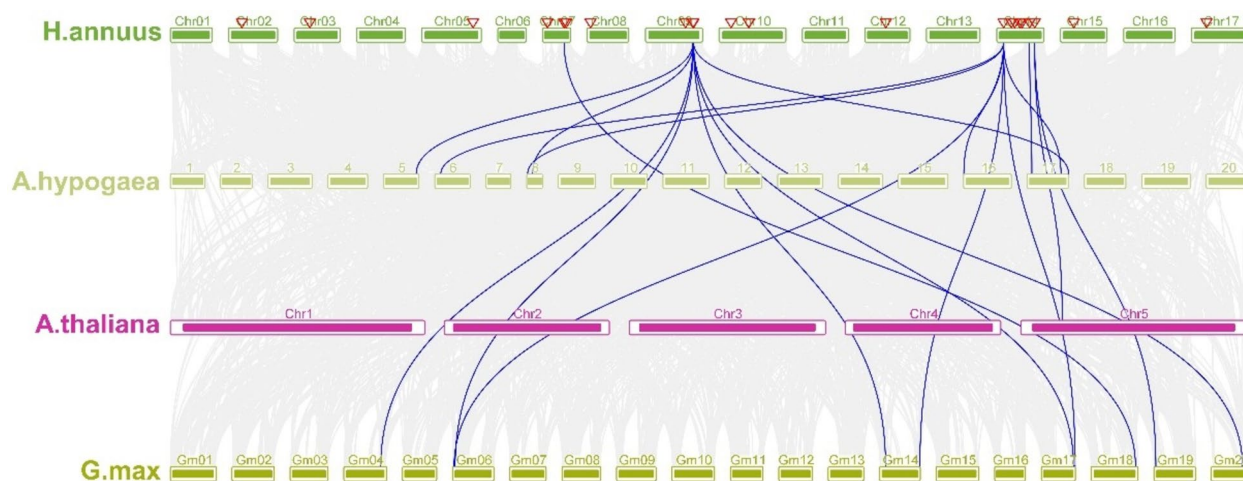 H.annuus Chr01 Chr02 Chr03 Chr04 Chr05 Chr06 Chr08 Chr10 Chr11 Chr12 Chr13 Chr15 Chr16 Chr17
A.hypogaea 1 2 3 4 5 6 7 8 9 10 11 12 13 14 15 16 17 18 19 20
A.thaliana Chr1 Chr2 Chr3 Chr4 Chr5
G.max Gm01 Gm02 Gm03 Gm04 Gm05 Gm06 Gm07 Gm08 Gm09 Gm10 Gm11 Gm12 Gm13 Gm14 Gm15 Gm16 Gm17 Gm18 Gm19 Gm2